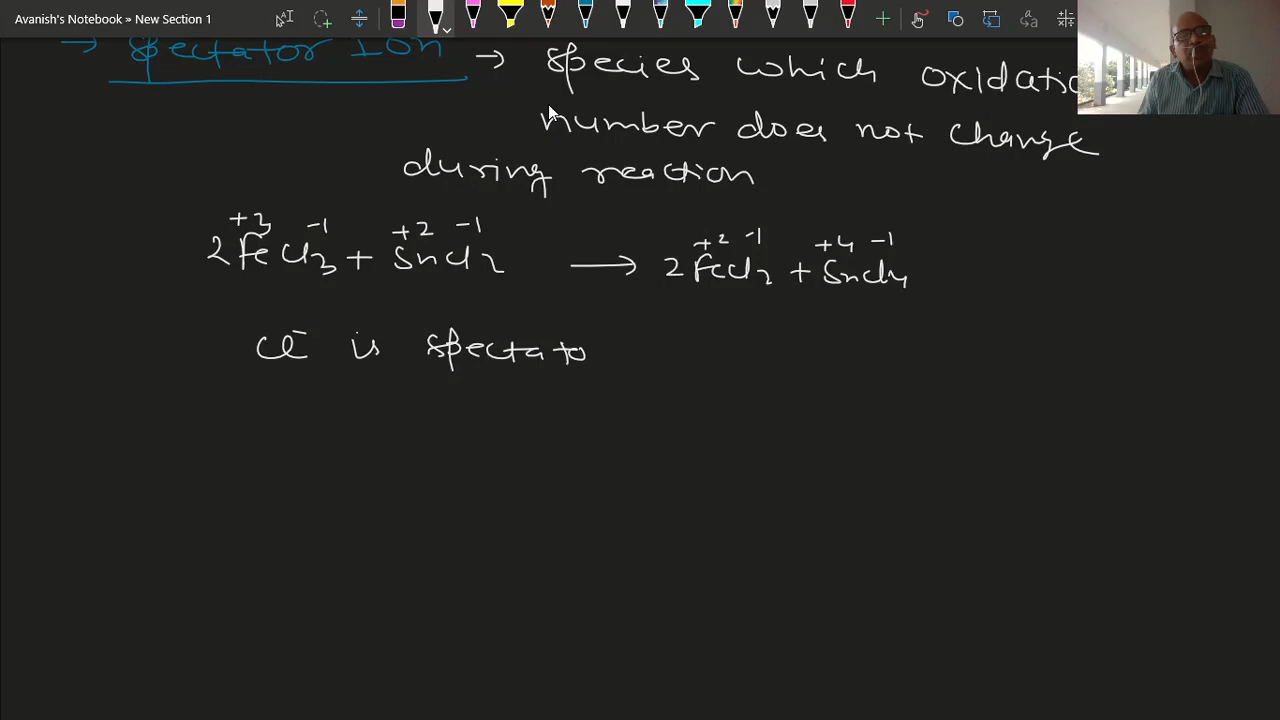 Avanish's Notebook » New Section 1
→ Spectator Ion → Species which oxidatio
number does not change
during reaction
+3 -1 +2 -1 +2 -1 +4 -1
2FeCl3 + SnCl2 → 2FeCl2 + SnCl4
Cl⁻ is spectato